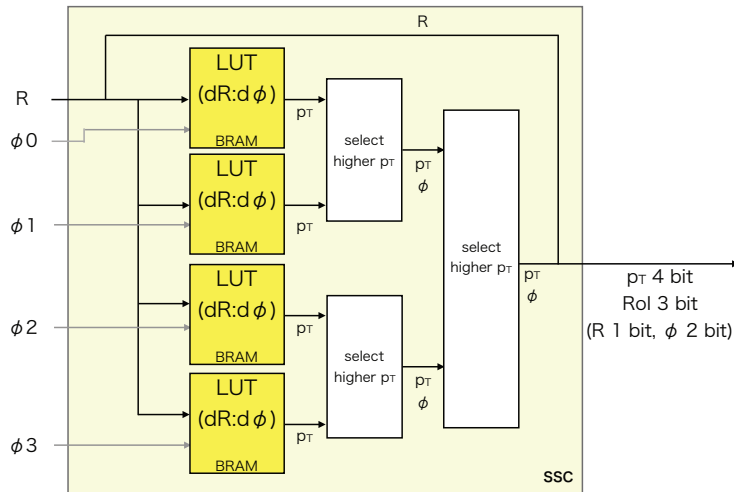 R
R
φ0
φ1
φ2
φ3
LUT
(dR:dφ)
BRAM
pT
LUT
(dR:dφ)
BRAM
pT
LUT
(dR:dφ)
BRAM
pT
LUT
(dR:dφ)
BRAM
pT
select
higher pT
pT
φ
select
higher pT
pT
φ
select
higher pT
pT
φ
pT 4 bit
RoI 3 bit
(R 1 bit, φ 2 bit)
SSC